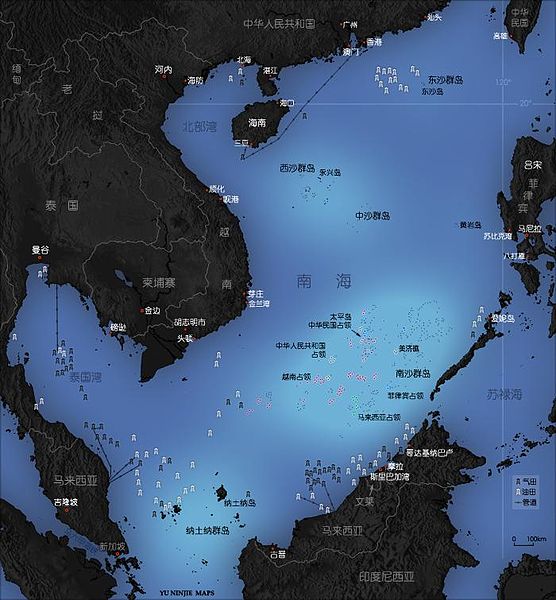 汕头
广州
中华人民共和国
中华
民国
高雄
香港
澳门
北海
湛江
河内
海防
缅
甸
老
挝
东沙群岛
东沙岛
120°
20°
海口
海南
三亚
北部湾
吕宋
西沙群岛
永兴岛
顺化
岘港
泰国
中沙群岛
黄岩岛
菲
律
宾
苏比克湾
马尼拉
八打雁
曼谷
越
南
柬埔寨
南海
芽庄
金兰湾
金边
磅逊
胡志明市
头顿
太平岛
中华民国占领
公主岛
中华人民共和国
占领
美济礁
越南占领
南沙群岛
菲律宾占领
马来西亚占领
泰国湾
苏禄海
哥达基纳巴卢
摩拉
斯里巴加湾
马来西亚
吉隆坡
文莱
气田
油田
管道
纳土纳岛
纳土纳群岛
马来西亚
新加坡
古晋
0 100km
印度尼西亚
YU NINJIE MAPS